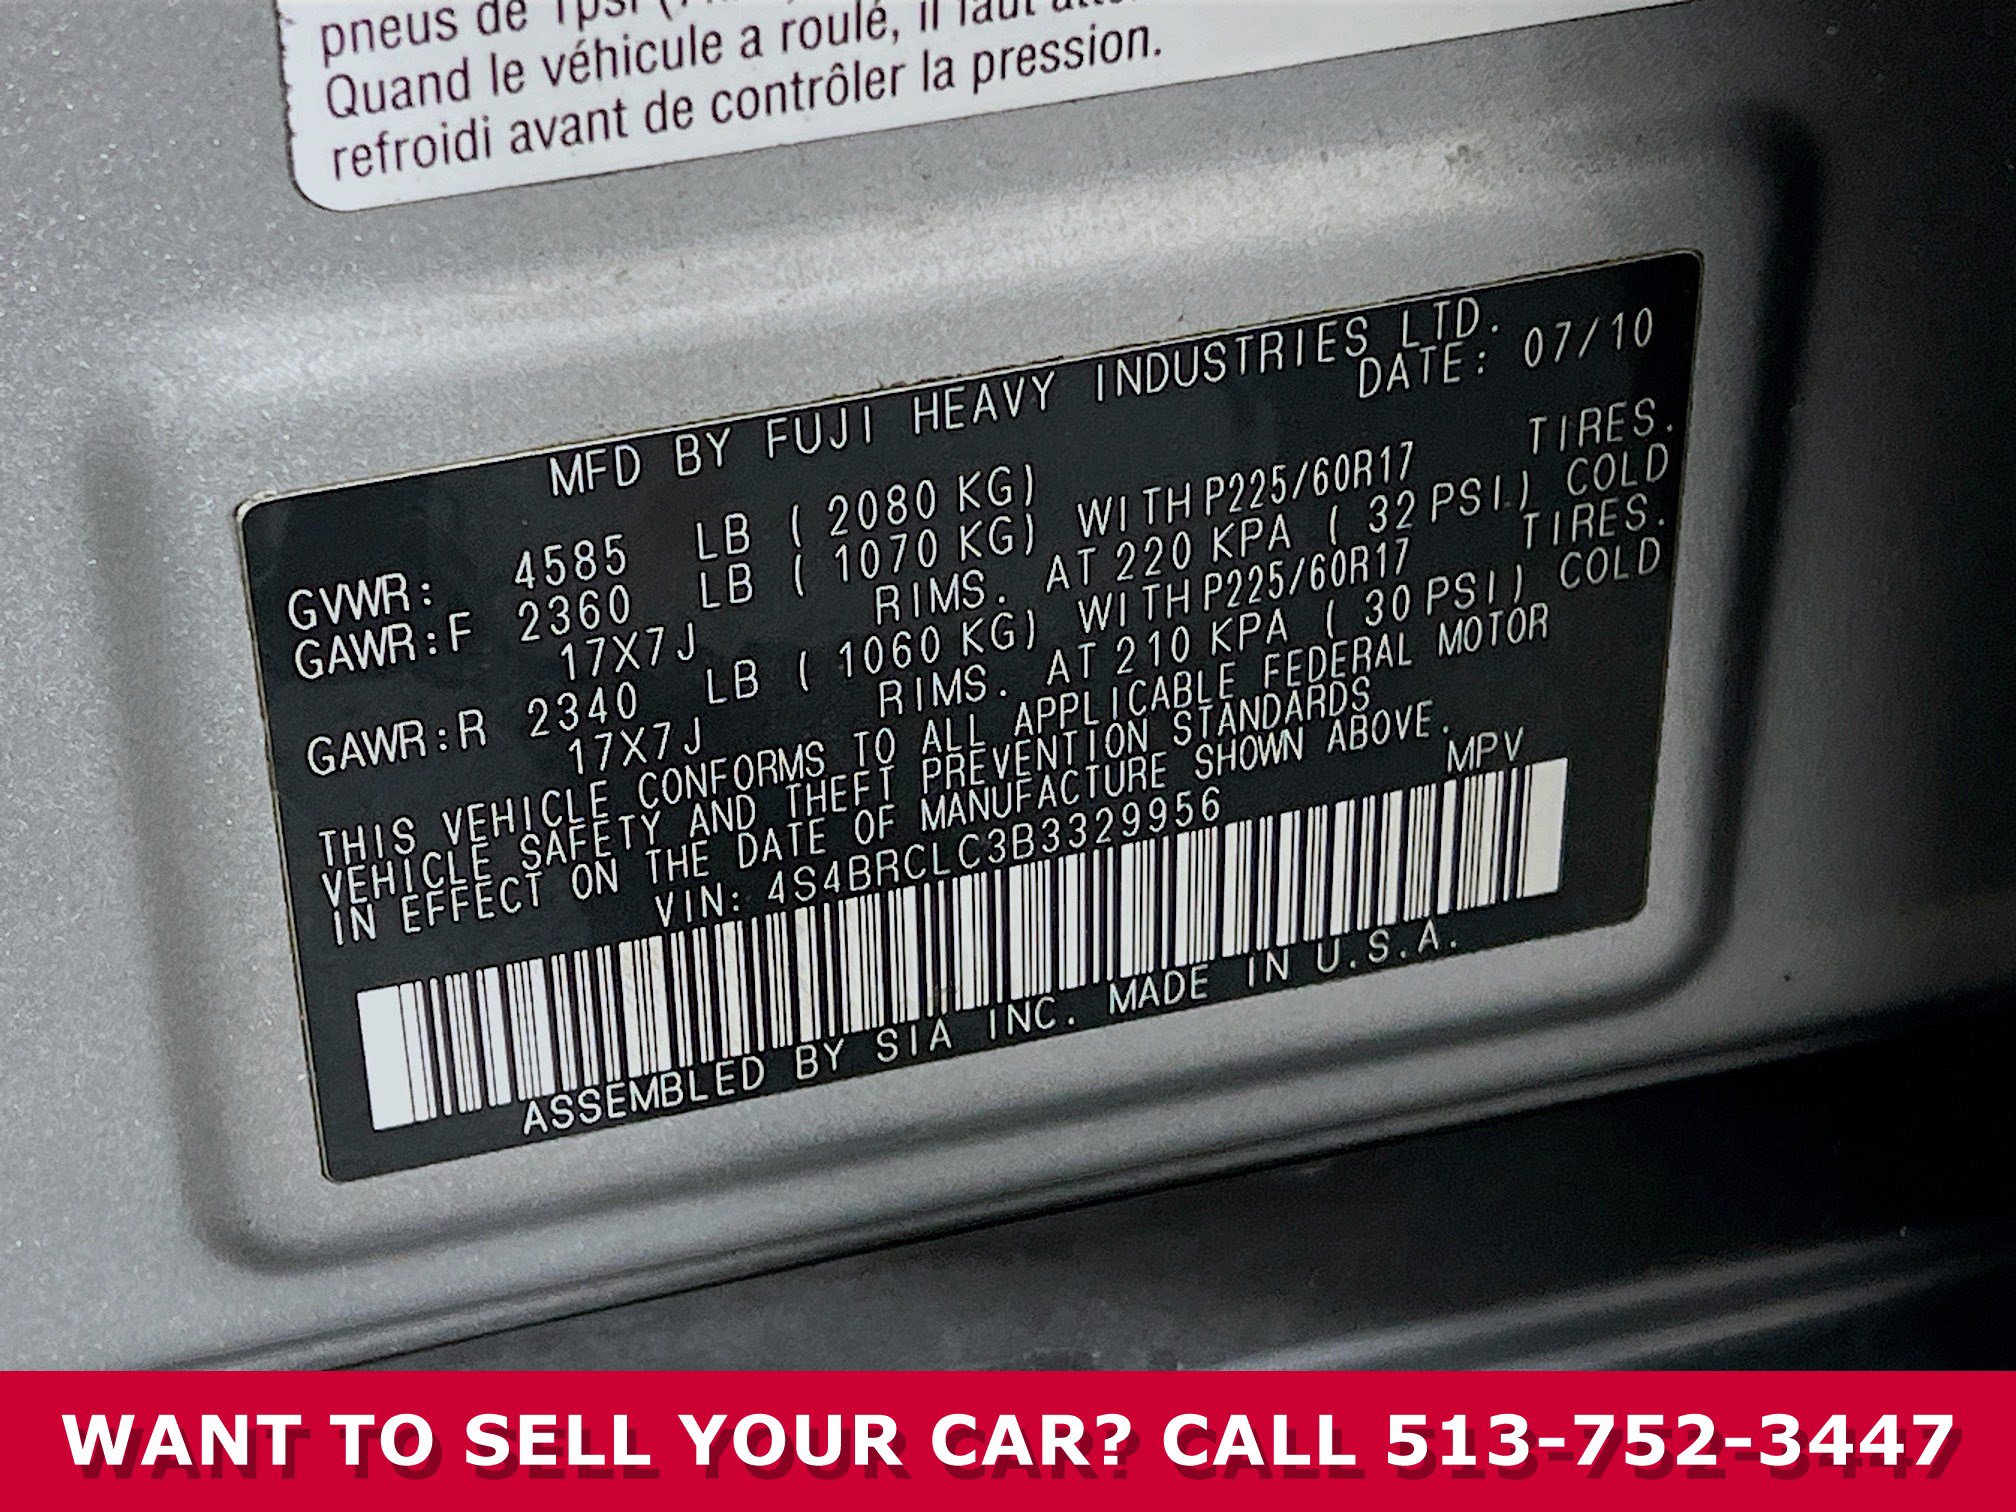 pneus de 1psi
Quand le véhicule a roulé, il faut
refroidi avant de contrôler la pression.
MFD BY FUJI HEAVY INDUSTRIES LTD.
DATE: 07/10
GVWR: 4585 LB ( 2080 KG)
GAWR:F 2360 LB ( 1070 KG) WITH P225/60R17 TIRES.
17X7J RIMS. AT 220 KPA ( 32 PSI.) COLD
GAWR:R 2340 LB ( 1060 KG) WITH P225/60R17 TIRES.
17X7J RIMS. AT 210 KPA ( 30 PSI) COLD
THIS VEHICLE CONFORMS TO ALL APPLICABLE FEDERAL MOTOR
VEHICLE SAFETY AND THEFT PREVENTION STANDARDS
IN EFFECT ON THE DATE OF MANUFACTURE SHOWN ABOVE.
VIN: 4S4BRCLC3B3329956 MPV
ASSEMBLED BY SIA INC. MADE IN U.S.A.
WANT TO SELL YOUR CAR? CALL 513-752-3447